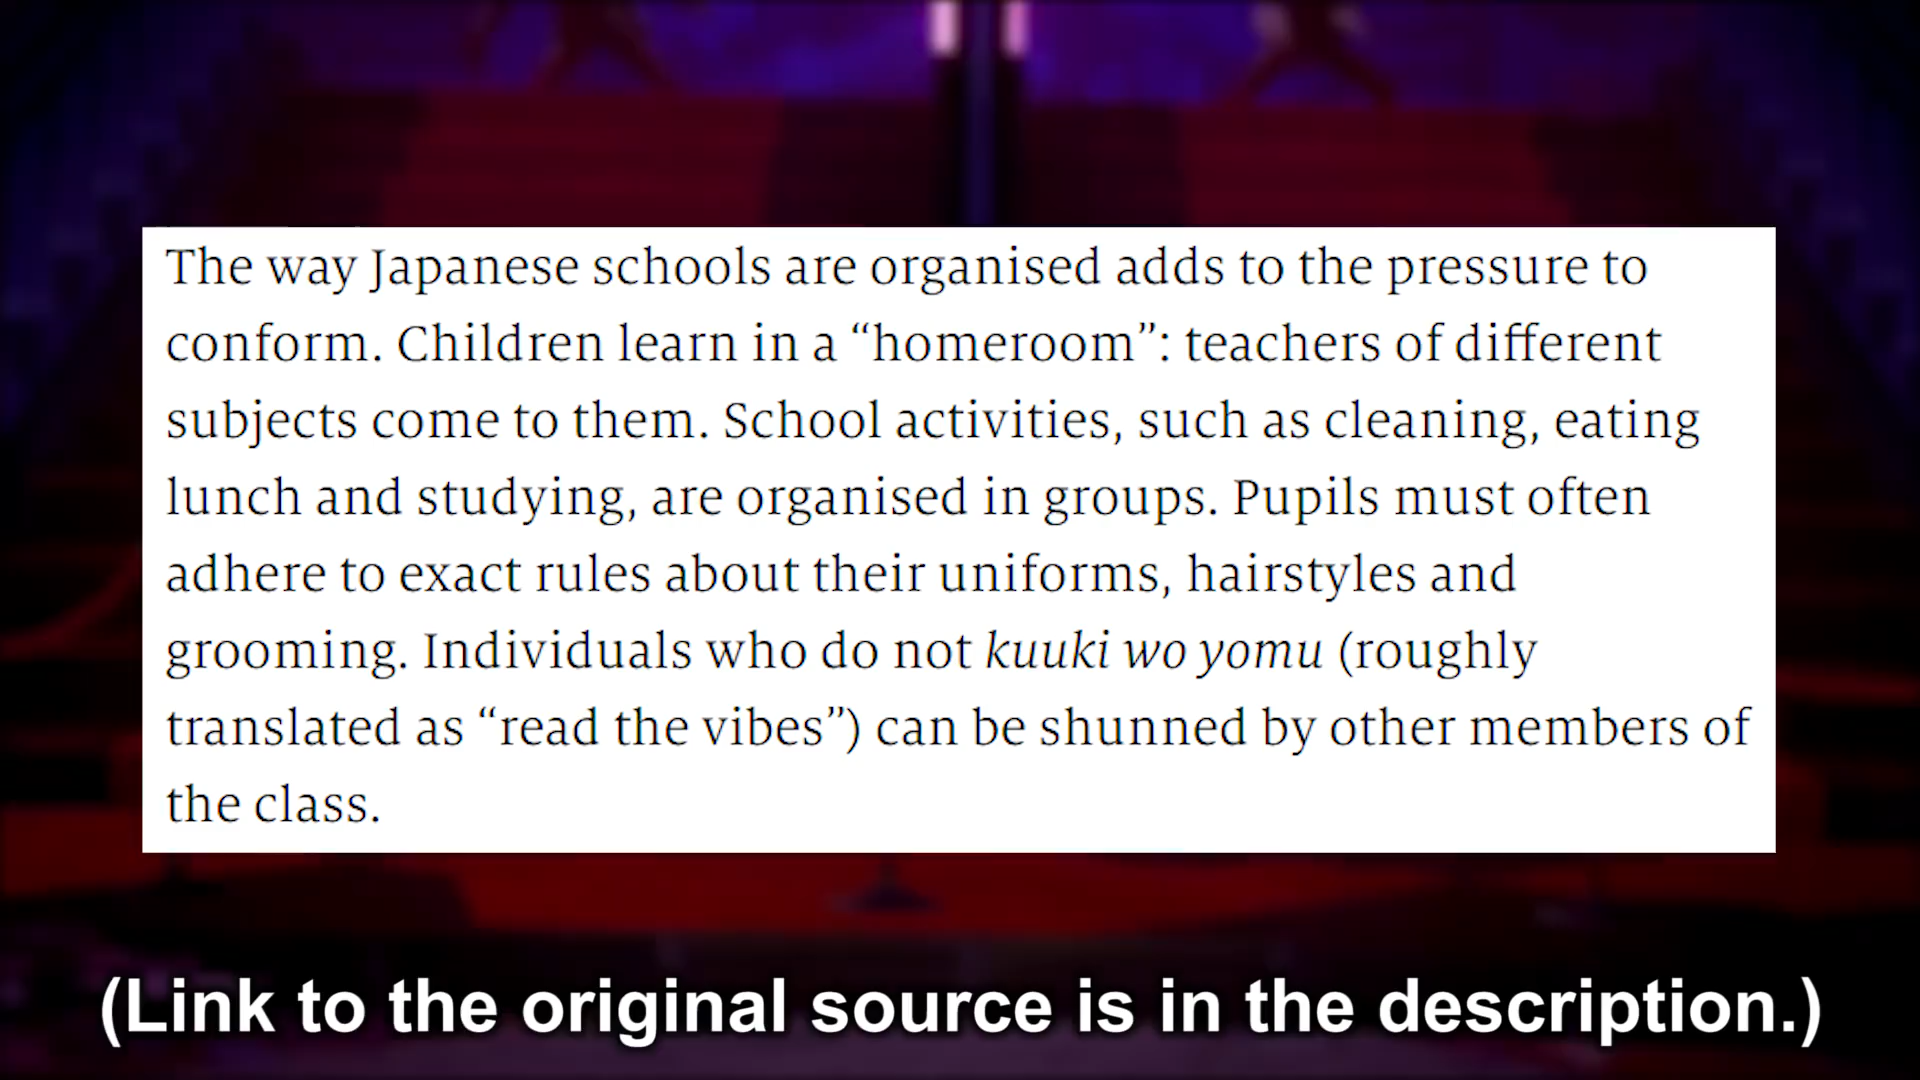 The way Japanese schools are organised adds to the pressure to
conform. Children learn in a “homeroom”: teachers of different
subjects come to them. School activities, such as cleaning, eating
lunch and studying, are organised in groups. Pupils must often
adhere to exact rules about their uniforms, hairstyles and
grooming. Individuals who do not kuuki wo yomu (roughly
translated as “read the vibes”) can be shunned by other members of
the class.
(Link to the original source is in the description.)